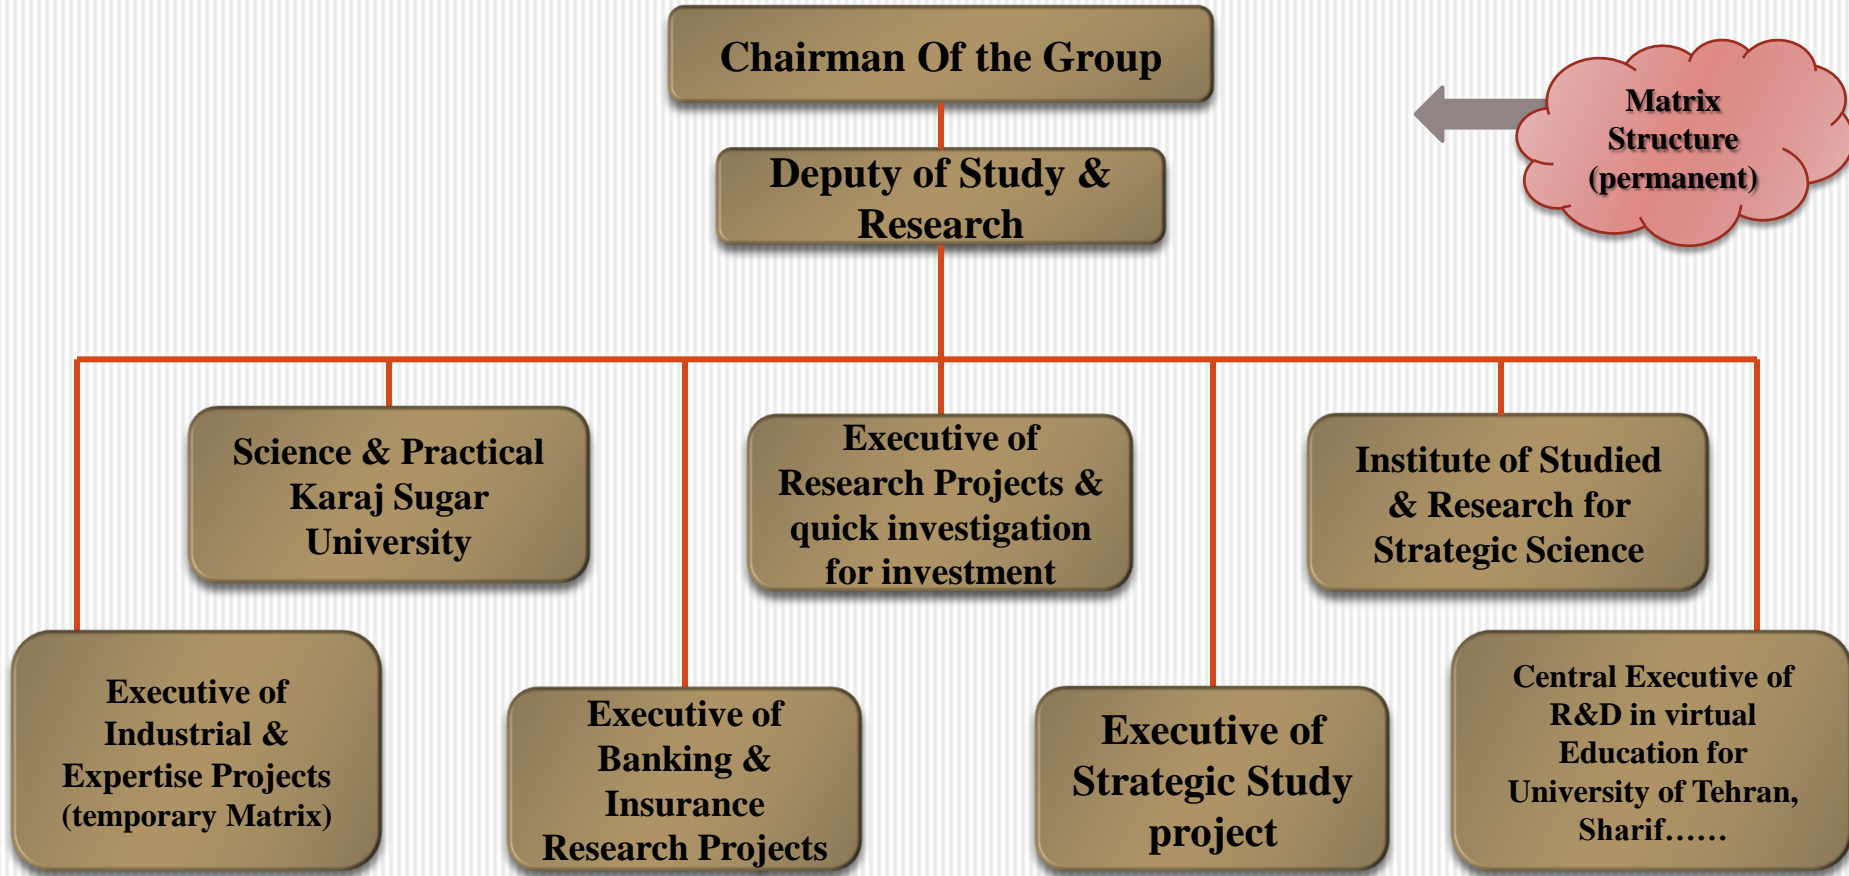 Chairman Of the Group
Matrix
Structure
(permanent)
Deputy of Study &
Research
Science & Practical
Karaj Sugar
University
Executive of
Research Projects &
quick investigation
for investment
Institute of Studied
& Research for
Strategic Science
Executive of
Industrial &
Expertise Projects
(temporary Matrix)
Executive of
Banking &
Insurance
Research Projects
Executive of
Strategic Study
project
Central Executive of
R&D in virtual
Education for
University of Tehran,
Sharif......